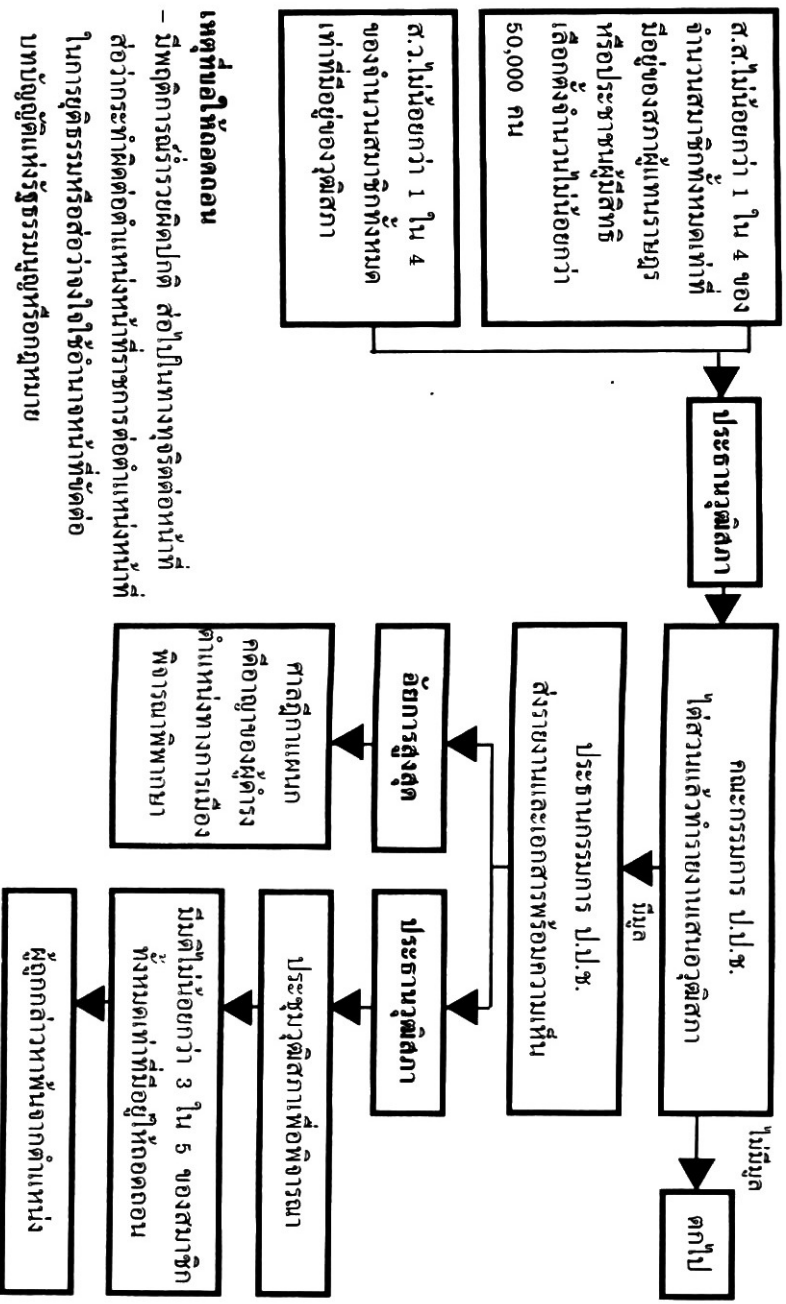 ส.ส.ไม่น้อยกว่า 1 ใน 4 ของ
จำนวนสมาชิกทั้งหมดเท่าที่
มีอยู่ของสภาผู้แทนราษฎร
หรือประชาชนผู้มีสิทธิ
เลือกตั้งจำนวนไม่น้อยกว่า
50,000 คน
ส.ว.ไม่น้อยกว่า 1 ใน 4
ของจำนวนสมาชิกทั้งหมด
เท่าที่มีอยู่ของวุฒิสภา
ประธานวุฒิสภา
คณะกรรมการ ป.ป.ช.
ไต่สวนแล้วทำรายงานเสนอวุฒิสภา
ไม่มีมูล
ตกไป
มีมูล
ประธานกรรมการ ป.ป.ช.
ส่งรายงานและเอกสารพร้อมความเห็น
อัยการสูงสุด
ศาลฎีกาแผนก
คดีอาญาของผู้ดำรง
ตำแหน่งทางการเมือง
พิจารณาพิพากษา
ประธานวุฒิสภา
ประชุมวุฒิสภาเพื่อพิจารณา
มีมติไม่น้อยกว่า 3 ใน 5 ของสมาชิก
ทั้งหมดเท่าที่มีอยู่ให้ถอดถอน
ผู้ถูกกล่าวหาพ้นจากตำแหน่ง
เหตุที่ขอให้ถอดถอน
– มีพฤติการณ์ร่ำรวยผิดปกติ ส่อไปในทางทุจริตต่อหน้าที่
ส่อว่ากระทำผิดต่อตำแหน่งหน้าที่ราชการต่อตำแหน่งหน้าที่
ในการยุติธรรมหรือส่อว่าจงใจใช้อำนาจหน้าที่ขัดต่อ
บทบัญญัติแห่งรัฐธรรมนูญหรือกฎหมาย